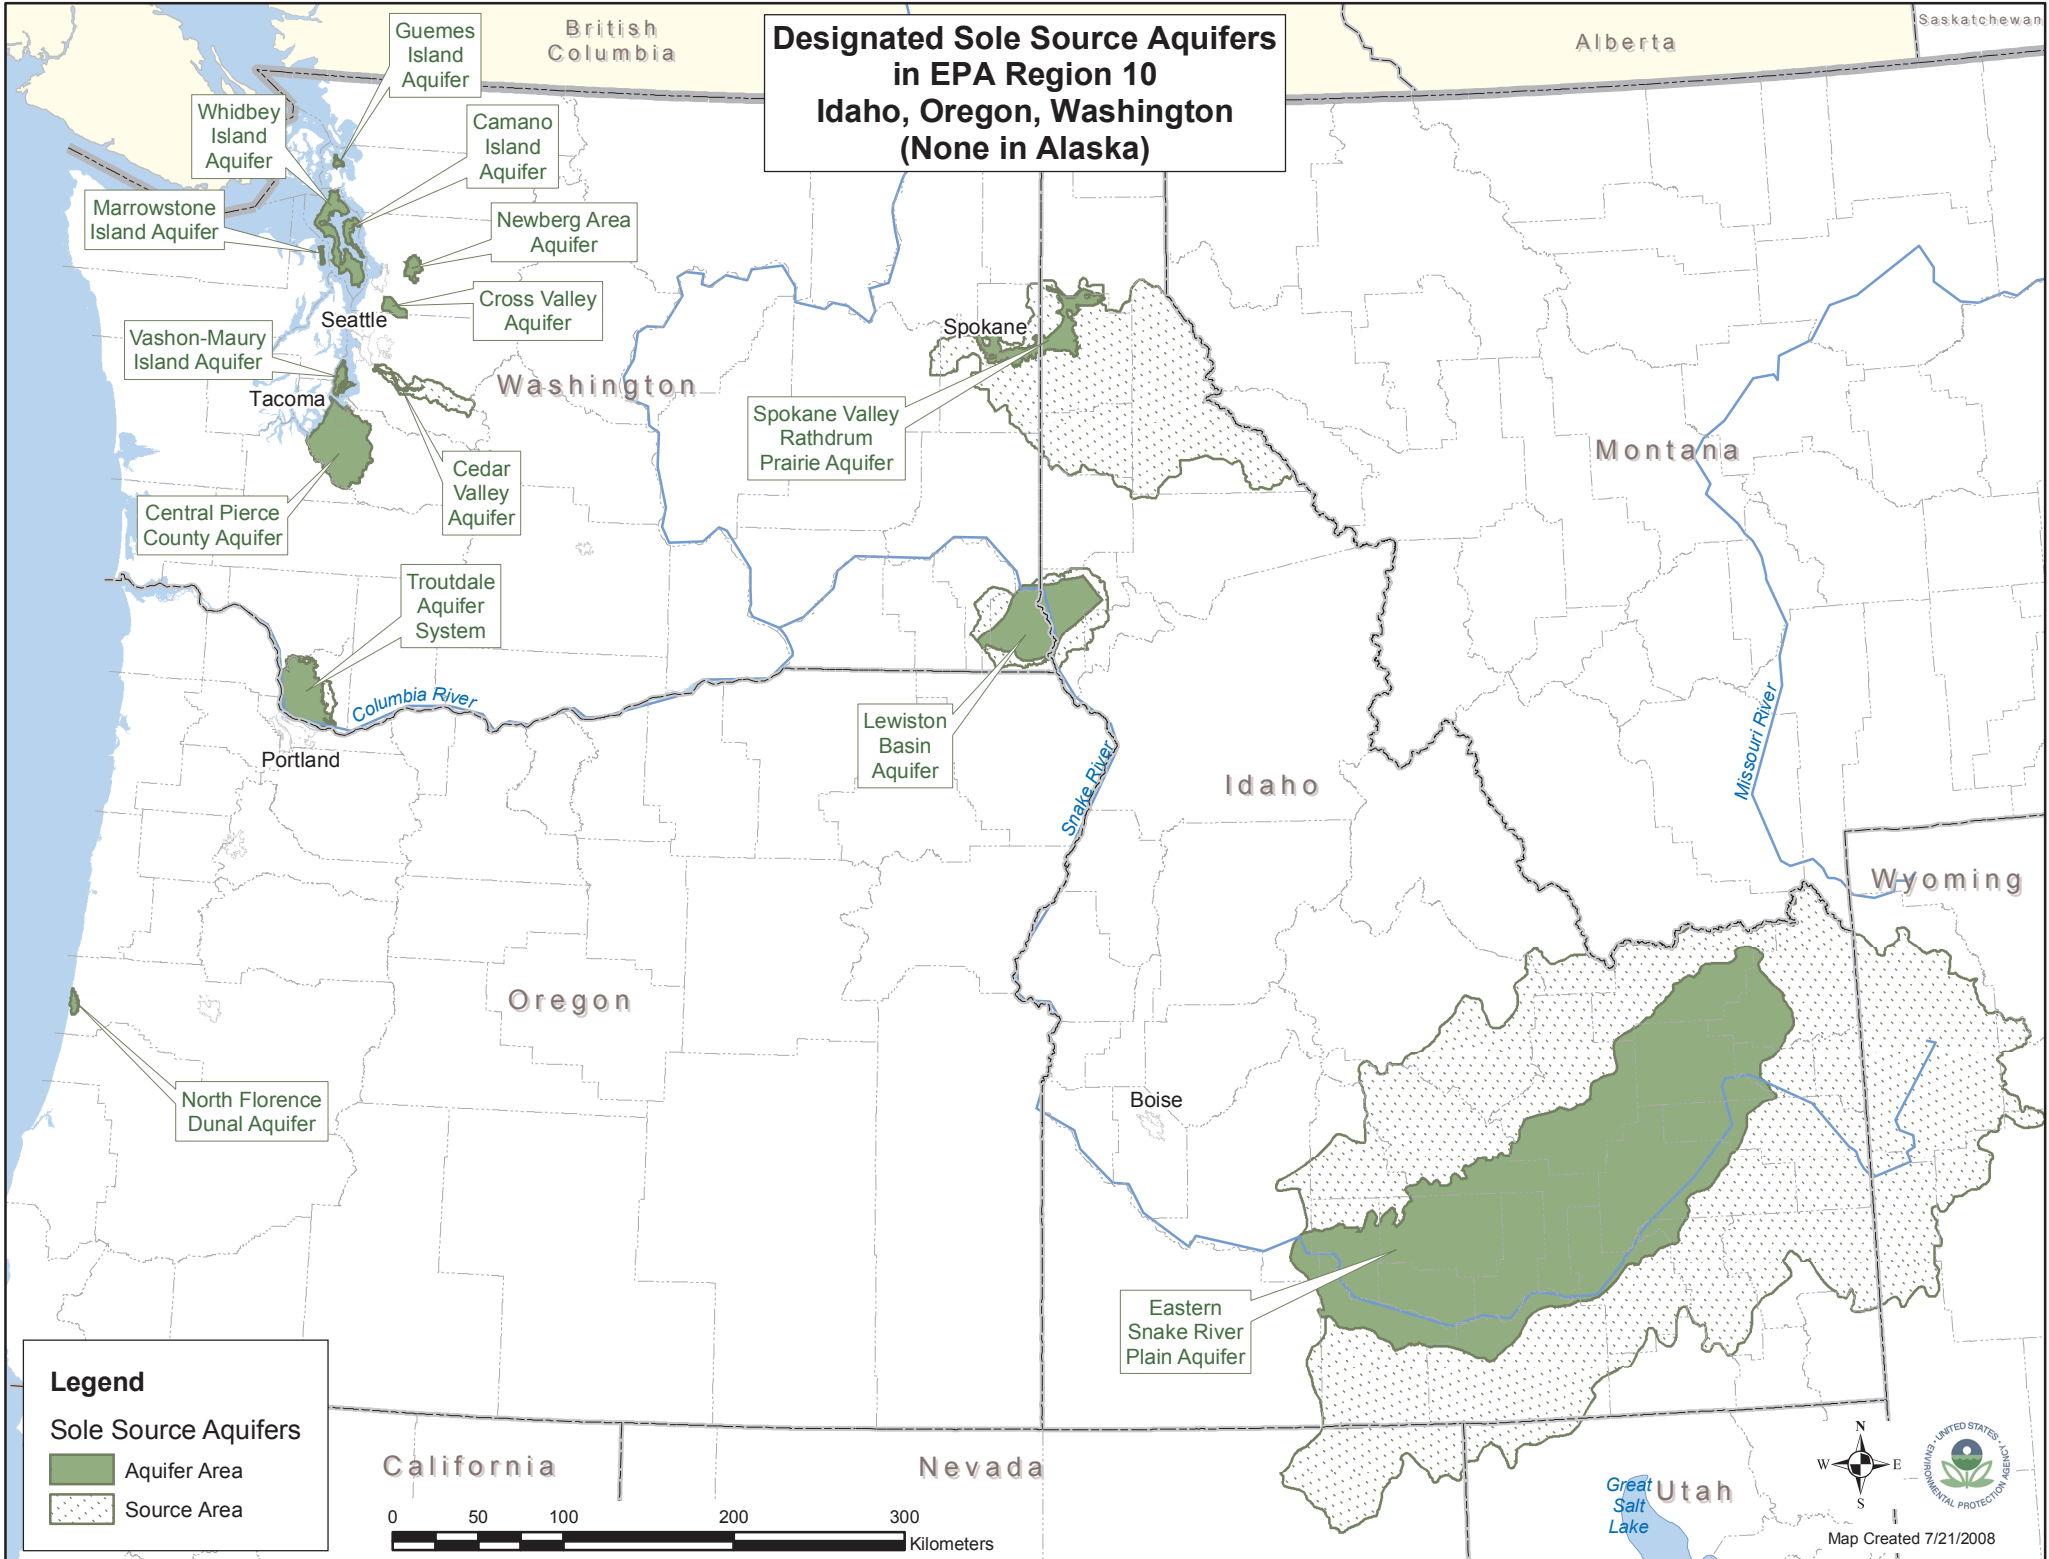 Designated Sole Source Aquifers
in EPA Region 10
Idaho, Oregon, Washington
(None in Alaska)
British
Columbia
Alberta
Saskatchewan
Guemes
Island
Aquifer
Whidbey
Island
Aquifer
Camano
Island
Aquifer
Marrowstone
Island Aquifer
Newberg Area
Aquifer
Cross Valley
Aquifer
Seattle
Vashon-Maury
Island Aquifer
Tacoma
Washington
Spokane
Spokane Valley
Rathdrum
Prairie Aquifer
Montana
Cedar
Valley
Aquifer
Central Pierce
County Aquifer
Troutdale
Aquifer
System
Columbia River
Portland
Lewiston
Basin
Aquifer
Snake River
Idaho
Missouri River
Wyoming
Oregon
North Florence
Dunal Aquifer
Boise
Eastern
Snake River
Plain Aquifer
Legend
Sole Source Aquifers
Aquifer Area
Source Area
California
Nevada
Utah
Great
Salt
Lake
0 50 100 200 300
Kilometers
N
W E
S
UNITED STATES
ENVIRONMENTAL PROTECTION AGENCY
Map Created 7/21/2008